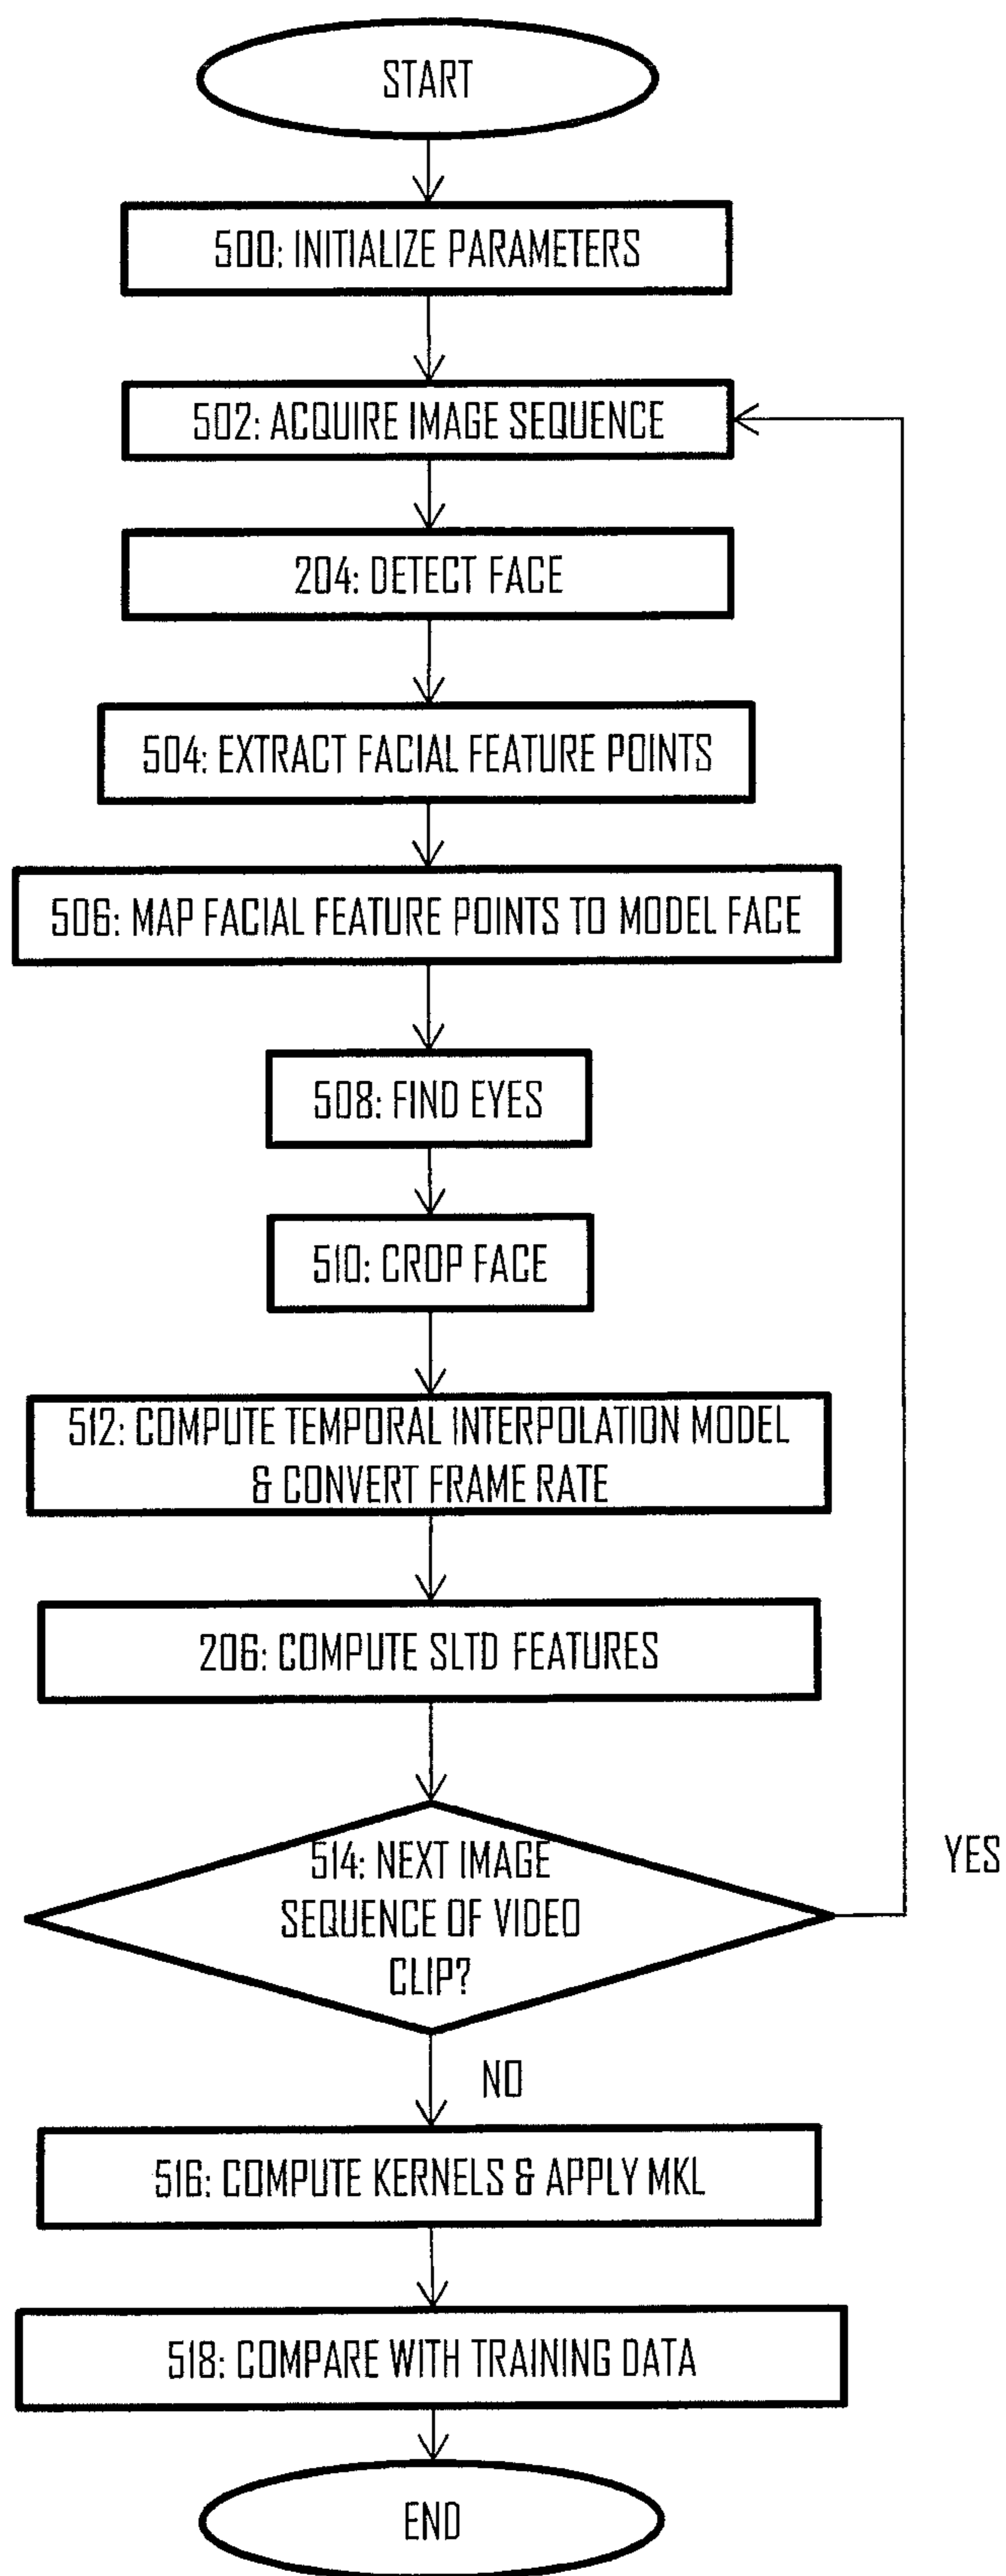 START
500: INITIALIZE PARAMETERS
502: ACQUIRE IMAGE SEQUENCE
204: DETECT FACE
504: EXTRACT FACIAL FEATURE POINTS
506: MAP FACIAL FEATURE POINTS TO MODEL FACE
508: FIND EYES
510: CROP FACE
512: COMPUTE TEMPORAL INTERPOLATION MODEL
& CONVERT FRAME RATE
206: COMPUTE SLTD FEATURES
514: NEXT IMAGE
SEQUENCE OF VIDEO
CLIP?
YES
NO
516: COMPUTE KERNELS & APPLY MKL
518: COMPARE WITH TRAINING DATA
END